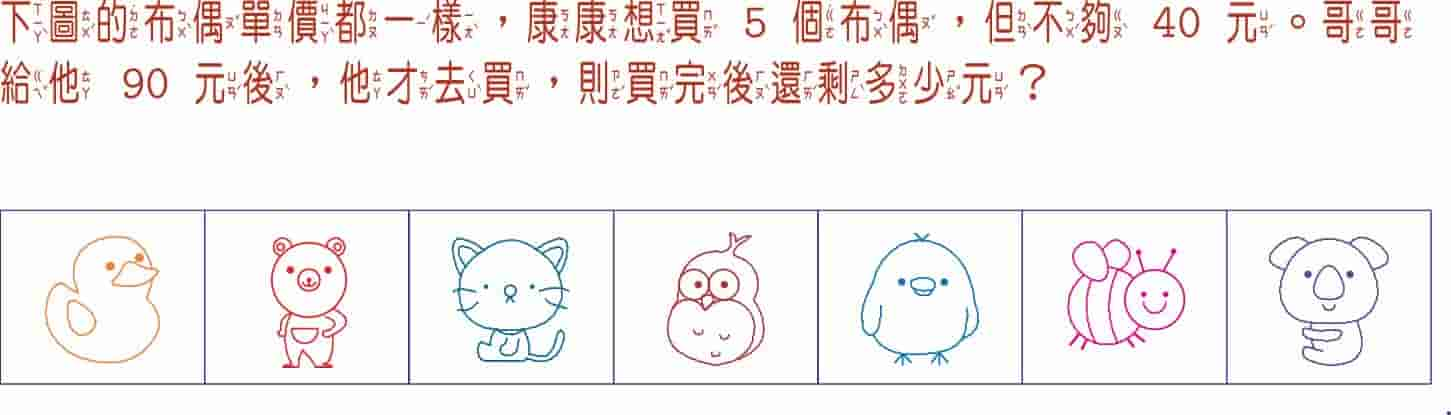 下圖的布偶單價都一樣，康康想買 5 個布偶，但不夠 40 元。哥哥
給他 90 元後，他才去買，則買完後還剩多少元？